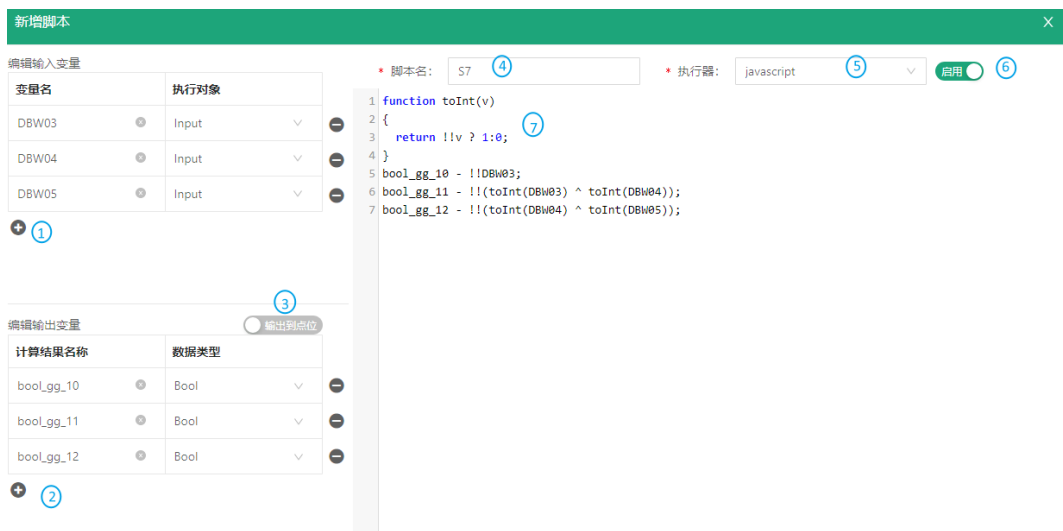 新增脚本 X
编辑输入变量
变量名 执行对象
DBW03 Input
DBW04 Input
DBW05 Input
1
编辑输出变量
3
输出到点位
计算结果名称 数据类型
bool_gg_10 Bool
bool_gg_11 Bool
bool_gg_12 Bool
2
* 脚本名： S7 4
* 执行器： javascript 5
启用 6
1 function toInt(v)
2 {
3 return !!v ? 1:0;
7
4 }
5 bool_gg_10 - !!DBW03;
6 bool_gg_11 - !!(toInt(DBW03) ^ toInt(DBW04));
7 bool_gg_12 - !!(toInt(DBW04) ^ toInt(DBW05));